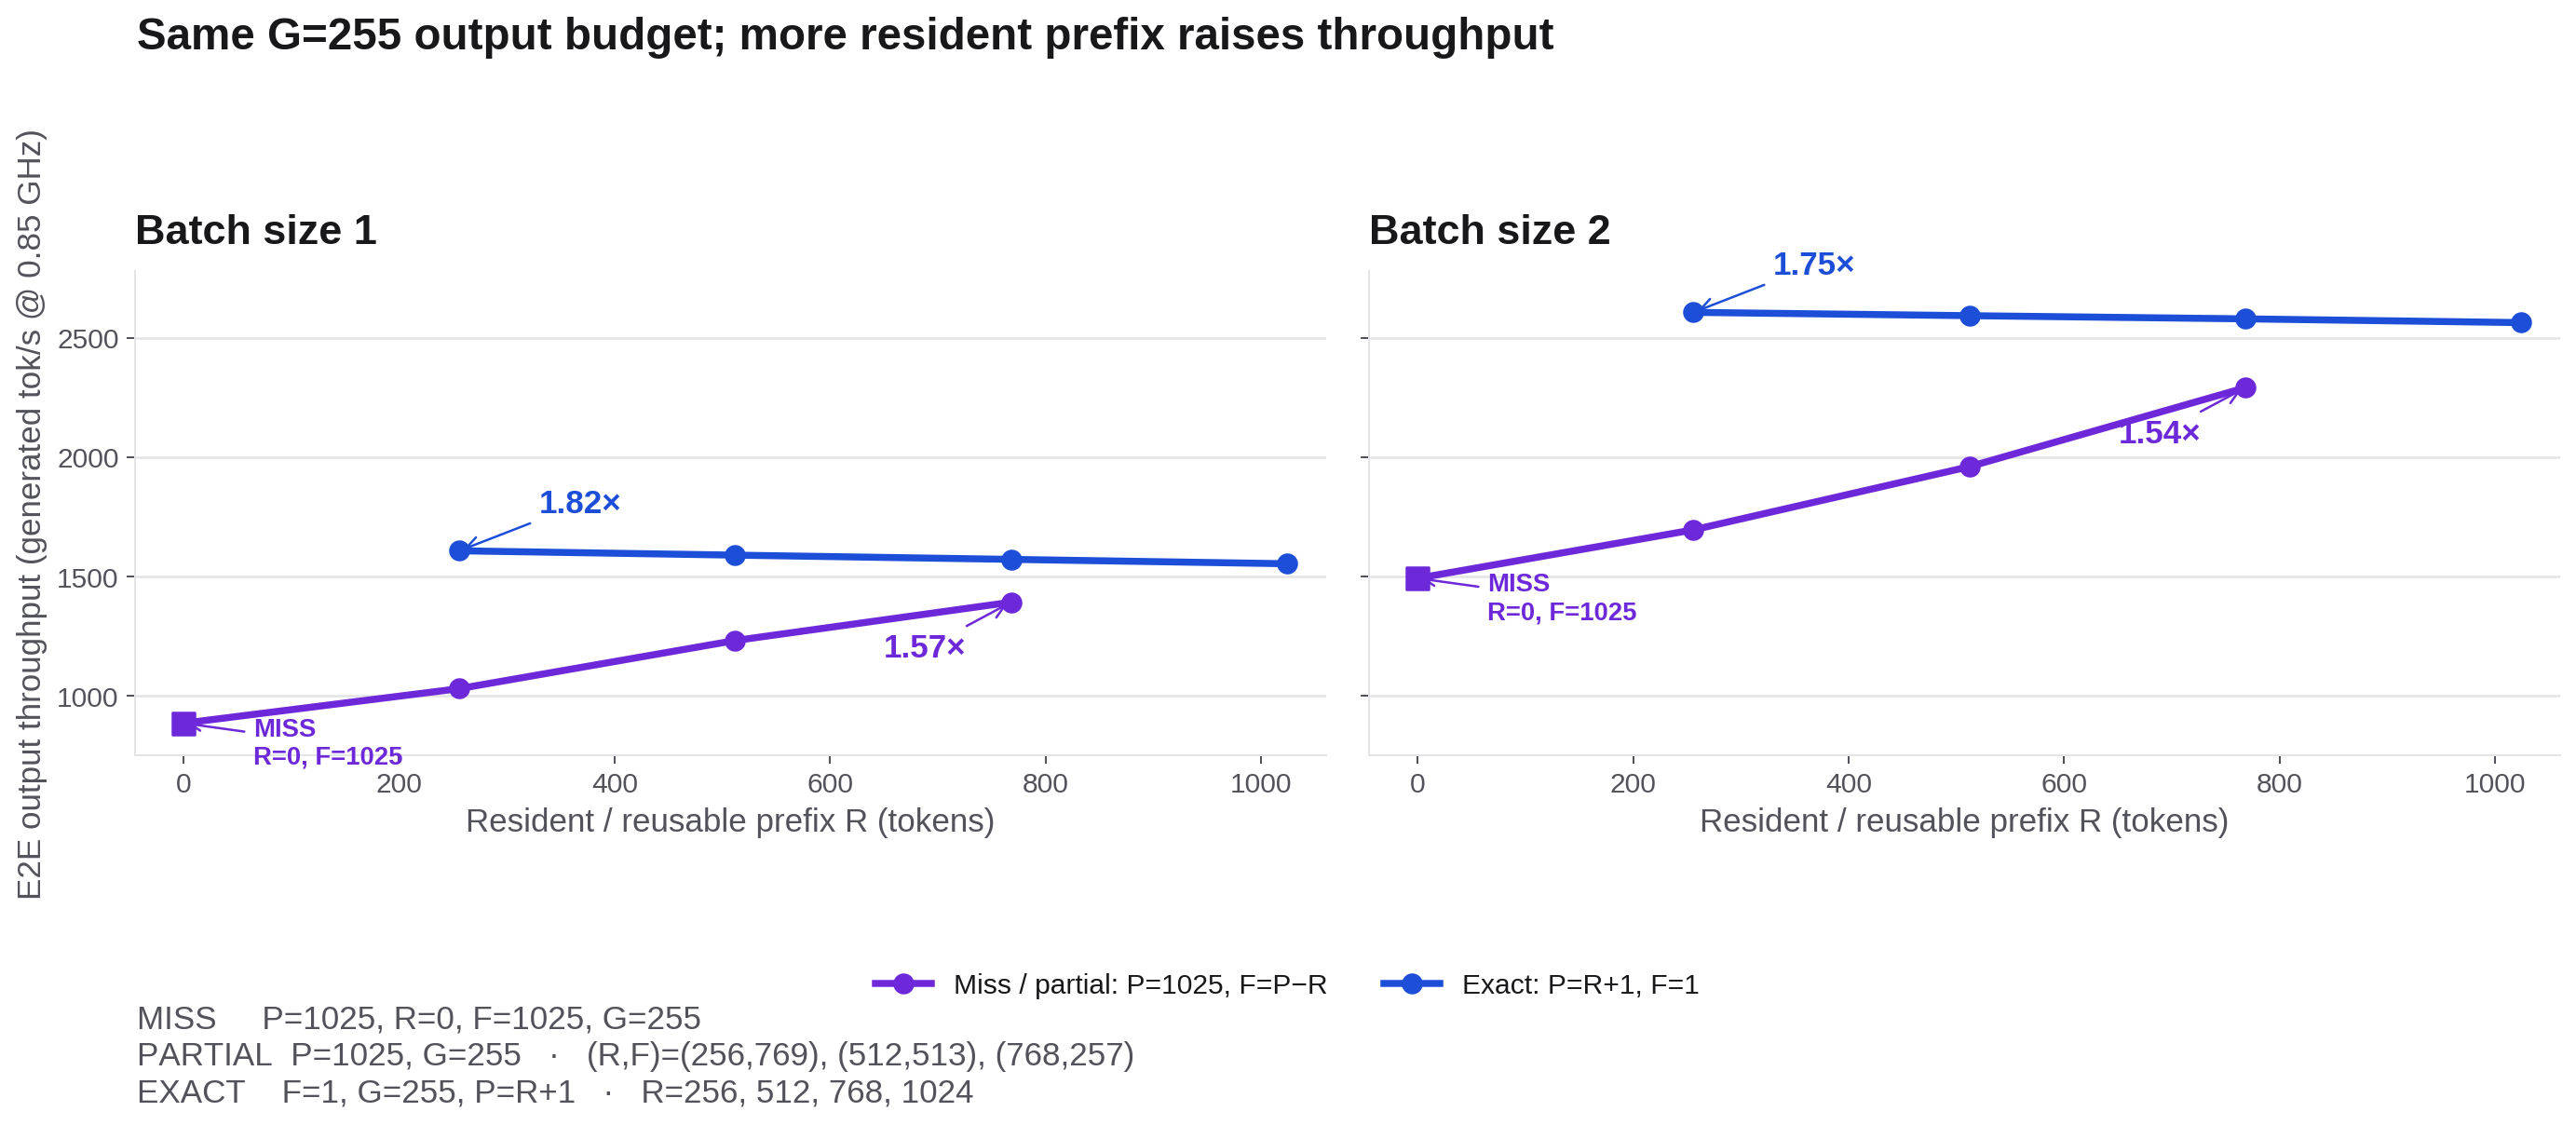 Same G=255 output budget; more resident prefix raises throughput
E2E output throughput (generated tok/s @ 0.85 GHz)
Batch size 1
2500
2000
1500
1000
1.82×
1.57×
MISS
R=0, F=1025
0 200 400 600 800 1000
Resident / reusable prefix R (tokens)
Batch size 2
1.75×
1.54×
MISS
R=0, F=1025
0 200 400 600 800 1000
Resident / reusable prefix R (tokens)
Miss / partial: P=1025, F=P−R
Exact: P=R+1, F=1
MISS P=1025, R=0, F=1025, G=255
PARTIAL P=1025, G=255 · (R,F)=(256,769), (512,513), (768,257)
EXACT F=1, G=255, P=R+1 · R=256, 512, 768, 1024